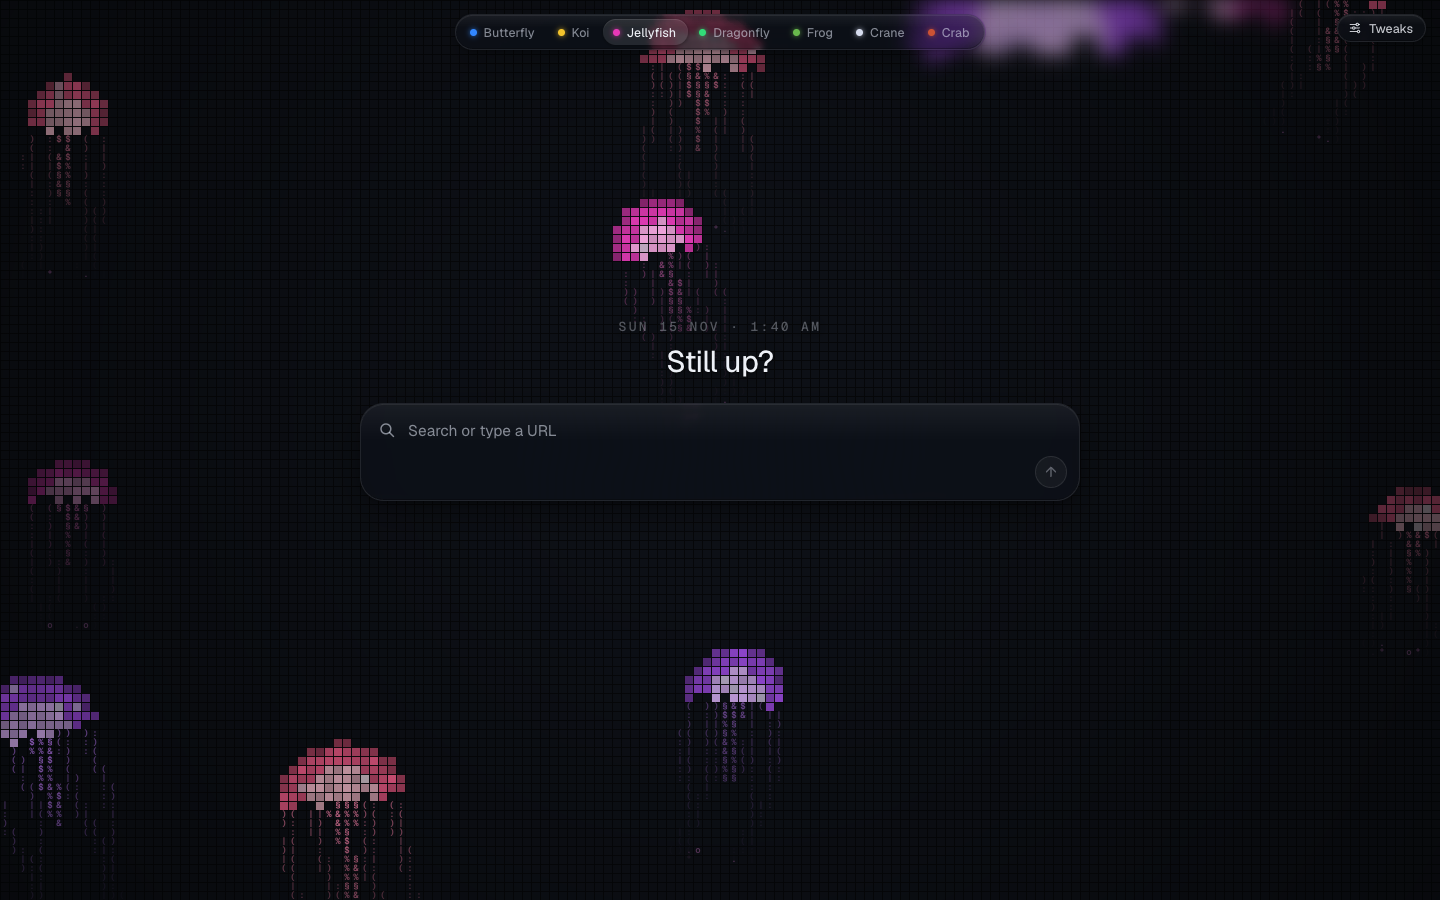 Butterfly
Koi
Jellyfish
Dragonfly
Frog
Crane
Crab
Tweaks
SUN 15 NOV · 1:40 AM
Still up?
Search or type a URL